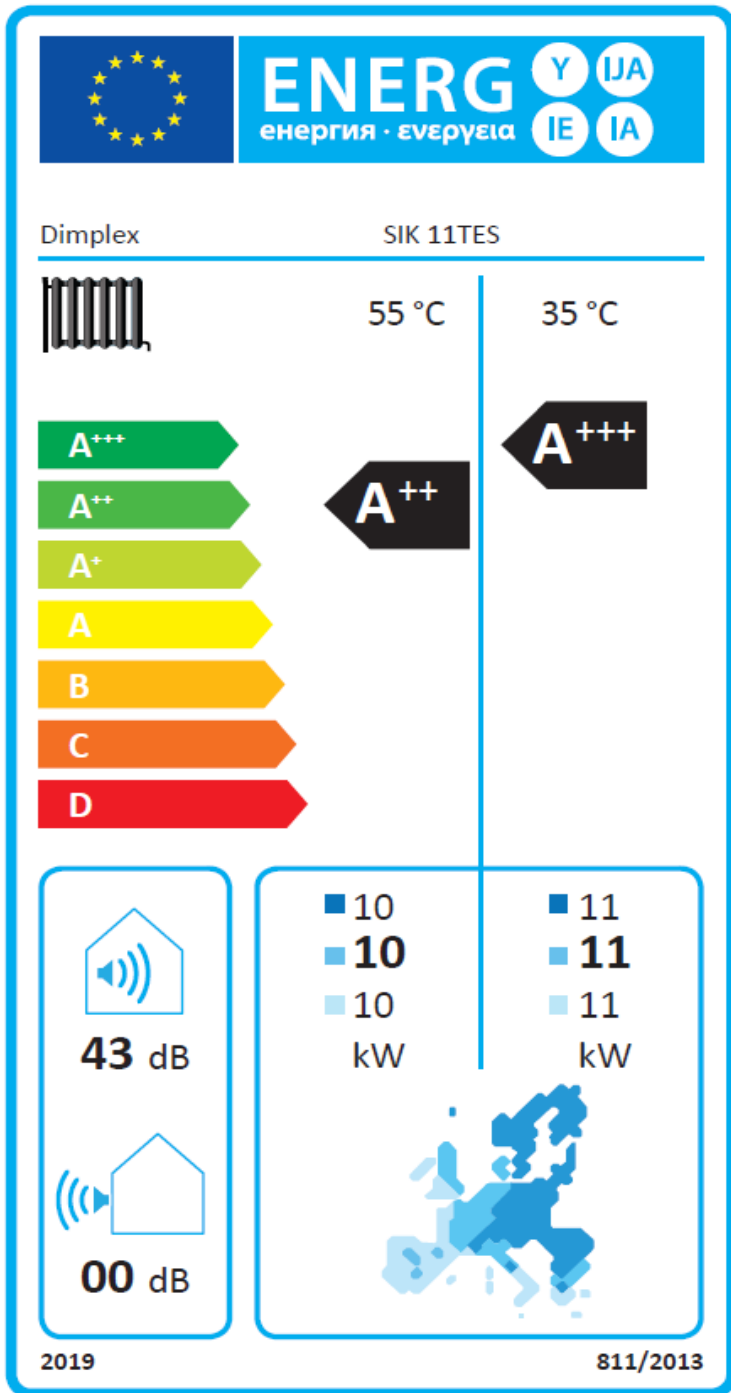 ENERG Y IJA
енергия · ενεργεια IE IA
Dimplex SIK 11TES
55 °C 35 °C
A+++ A+++
A++ A++
A+
A
B
C
D
10 11
10 11
10 11
kW kW
43 dB
00 dB
2019 811/2013